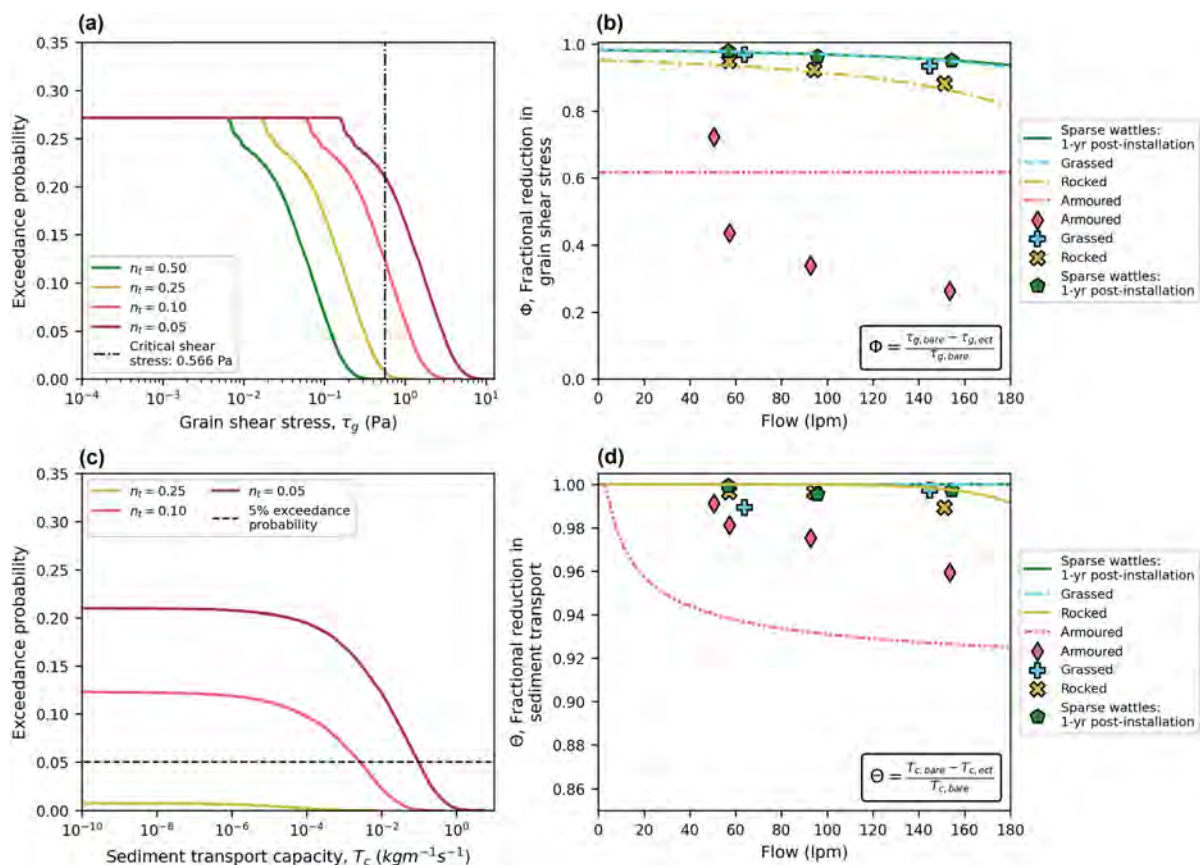 (a)
0.35
0.30
0.25
0.20
0.15
0.10
0.05
0.00
Exceedance probability
n_t = 0.50
n_t = 0.25
n_t = 0.10
n_t = 0.05
Critical shear
stress: 0.566 Pa
10^-4 10^-3 10^-2 10^-1 10^0 10^1
Grain shear stress, τ_g (Pa)
(b)
1.0
0.8
0.6
0.4
0.2
0.0
Φ, Fractional reduction in
grain shear stress
Φ = (τ_g,bare − τ_g,ect) / τ_g,bare
0 20 40 60 80 100 120 140 160 180
Flow (lpm)
Sparse wattles:
1-yr post-installation
Grassed
Rocked
Armoured
Armoured
Grassed
Rocked
Sparse wattles:
1-yr post-installation
(c)
0.35
0.30
0.25
0.20
0.15
0.10
0.05
0.00
Exceedance probability
n_t = 0.25
n_t = 0.10
n_t = 0.05
5% exceedance
probability
10^-10 10^-8 10^-6 10^-4 10^-2 10^0
Sediment transport capacity, T_c (kgm^-1s^-1)
(d)
1.00
0.98
0.96
0.94
0.92
0.90
0.88
0.86
Θ, Fractional reduction in
sediment transport
Θ = (T_c,bare − T_c,ect) / T_c,bare
0 20 40 60 80 100 120 140 160 180
Flow (lpm)
Sparse wattles:
1-yr post-installation
Grassed
Rocked
Armoured
Armoured
Grassed
Rocked
Sparse wattles:
1-yr post-installation